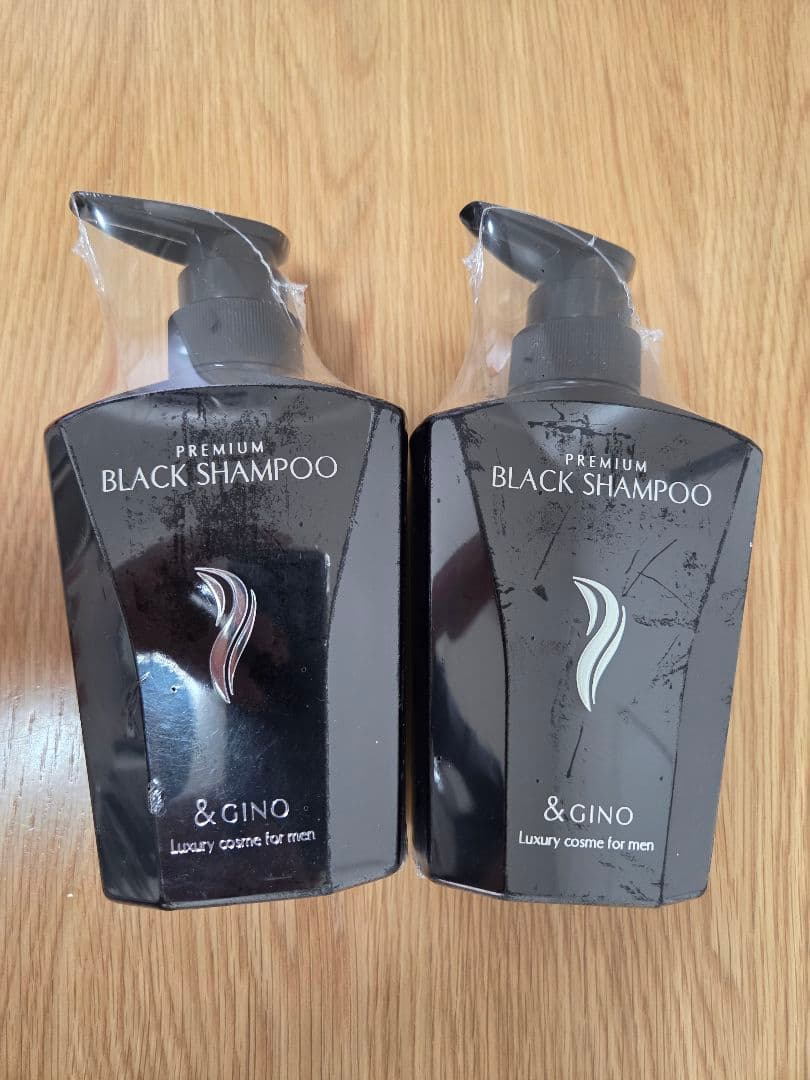 PREMIUM
BLACK SHAMPOO
& GINO
Luxury cosme for men
PREMIUM
BLACK SHAMPOO
& GINO
Luxury cosme for men